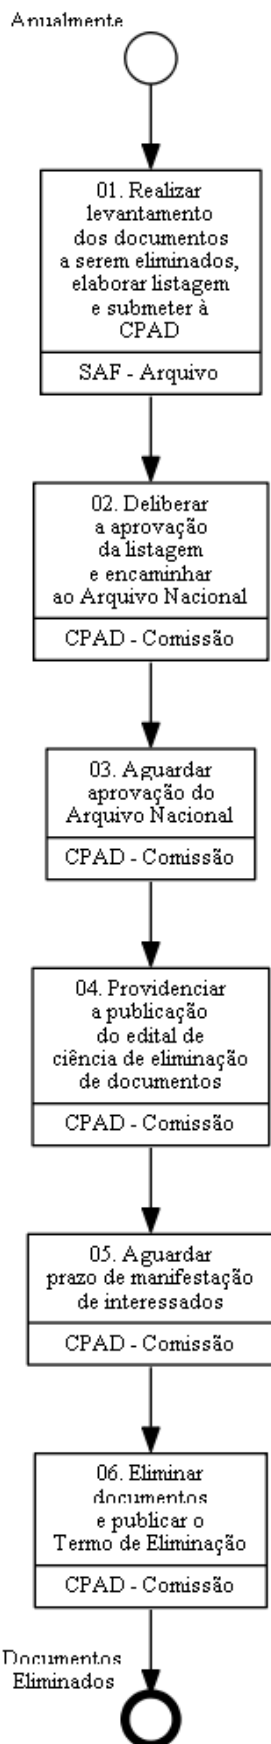 Anualmente
01. Realizar
levantamento
dos documentos
a serem eliminados,
elaborar listagem
e submeter à
CPAD
SAF - Arquivo
02. Deliberar
a aprovação
da listagem
e encaminhar
ao Arquivo Nacional
CPAD - Comissão
03. Aguardar
aprovação do
Arquivo Nacional
CPAD - Comissão
04. Providenciar
a publicação
do edital de
ciência de eliminação
de documentos
CPAD - Comissão
05. Aguardar
prazo de manifestação
de interessados
CPAD - Comissão
06. Eliminar
documentos
e publicar o
Termo de Eliminação
CPAD - Comissão
Documentos
Eliminados